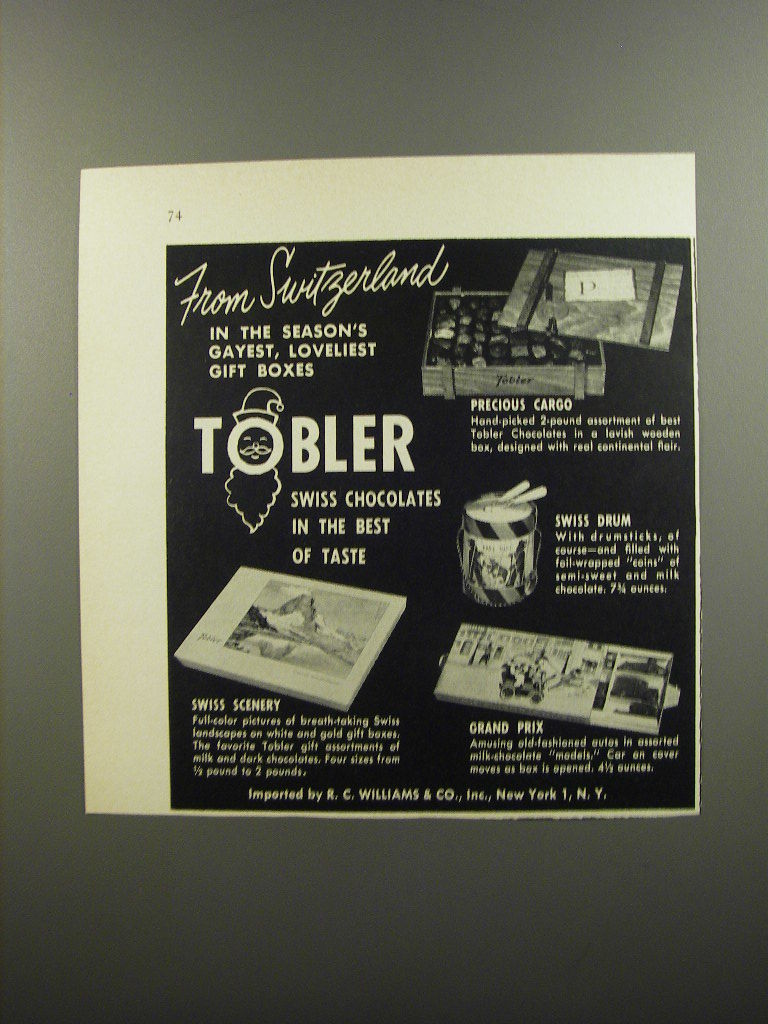 74
From Switzerland
IN THE SEASON'S
GAYEST, LOVELIEST
GIFT BOXES
TOBLER
SWISS CHOCOLATES
IN THE BEST
OF TASTE
D
Tobler
PRECIOUS CARGO
Hand-picked 2-pound assortment of best
Tobler Chocolates in a lavish wooden
box, designed with real continental flair.
SWISS DRUM
With drumsticks, of
course—and filled with
foil-wrapped "coins" of
semi-sweet and milk
chocolate. 7¾ ounces.
Tobler
SWISS SCENERY
Full-color pictures of breath-taking Swiss
landscapes on white and gold gift boxes.
The favorite Tobler gift assortments of
milk and dark chocolates. Four sizes from
½ pound to 2 pounds.
GRAND PRIX
Amusing old-fashioned autos in assorted
milk-chocolate "models." Car on cover
moves as box is opened. 4½ ounces.
Imported by R. C. WILLIAMS & CO., Inc., New York 1, N. Y.